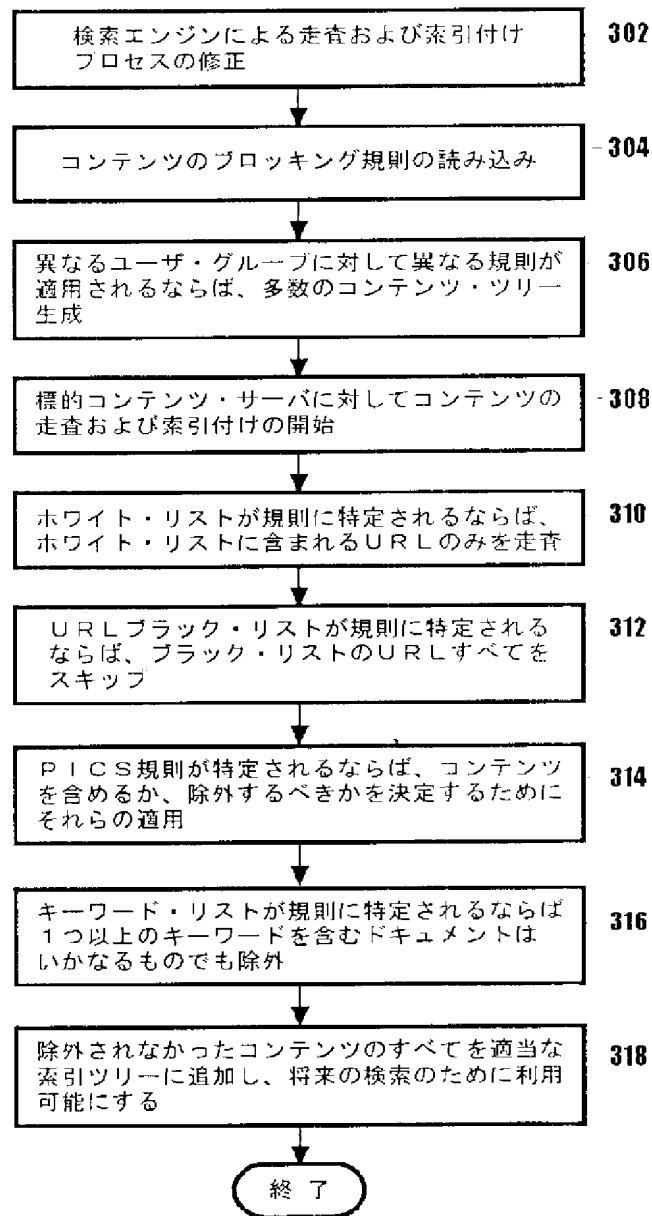 検索エンジンによる走査および索引付け
プロセスの修正
302
コンテンツのブロッキング規則の読み込み
304
異なるユーザ・グループに対して異なる規則が
適用されるならば、多数のコンテンツ・ツリー
生成
306
標的コンテンツ・サーバに対してコンテンツの
走査および索引付けの開始
308
ホワイト・リストが規則に特定されるならば、
ホワイト・リストに含まれるURLのみを走査
310
URLブラック・リストが規則に特定される
ならば、ブラック・リストのURLすべてを
スキップ
312
PICS規則が特定されるならば、コンテンツ
を含めるか、除外するべきかを決定するために
それらの適用
314
キーワード・リストが規則に特定されるならば
1つ以上のキーワードを含むドキュメントは
いかなるものでも除外
316
除外されなかったコンテンツのすべてを適当な
索引ツリーに追加し、将来の検索のために利用
可能にする
318
終了